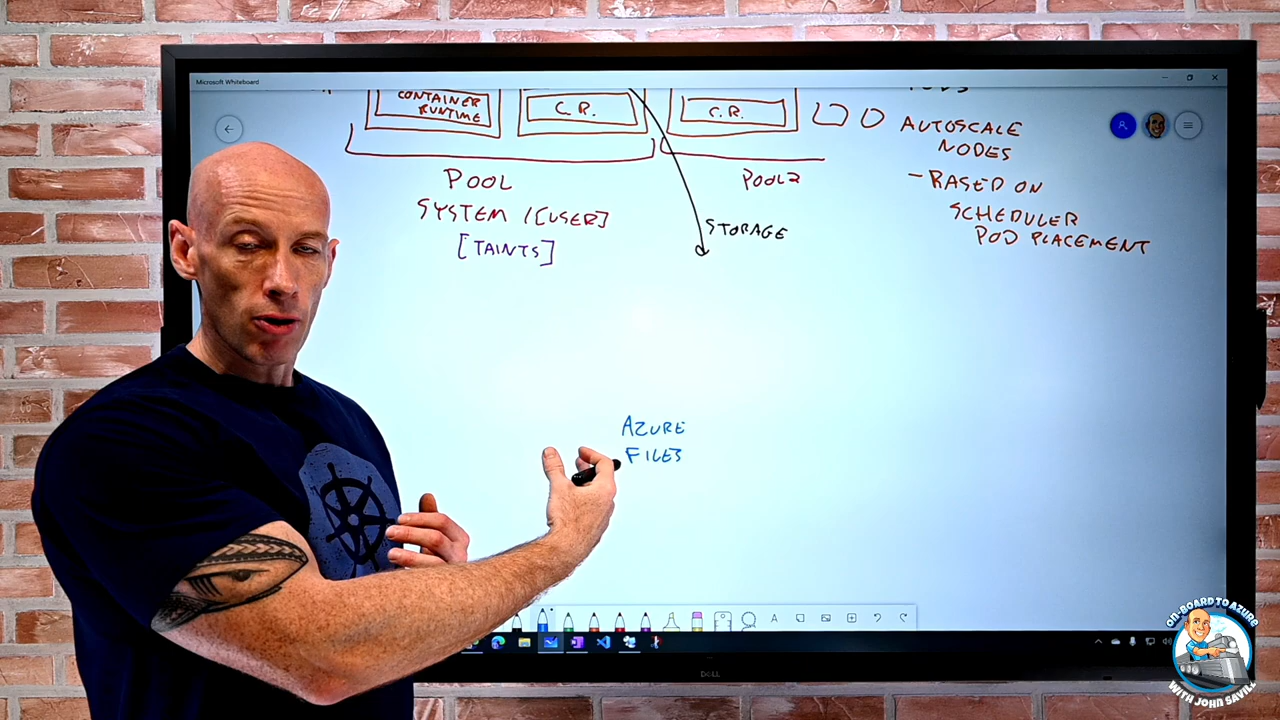 Microsoft Whiteboard
CONTAINER
RUNTIME
C.R.
C.R.
AUTOSCALE
NODES
POOL
POOL2
- BASED ON
SCHEDULER
POD PLACEMENT
SYSTEM /[USER]
[TAINTS]
STORAGE
AZURE
FILES
DELL
ON-BOARD TO AZURE
WITH JOHN SAVILL